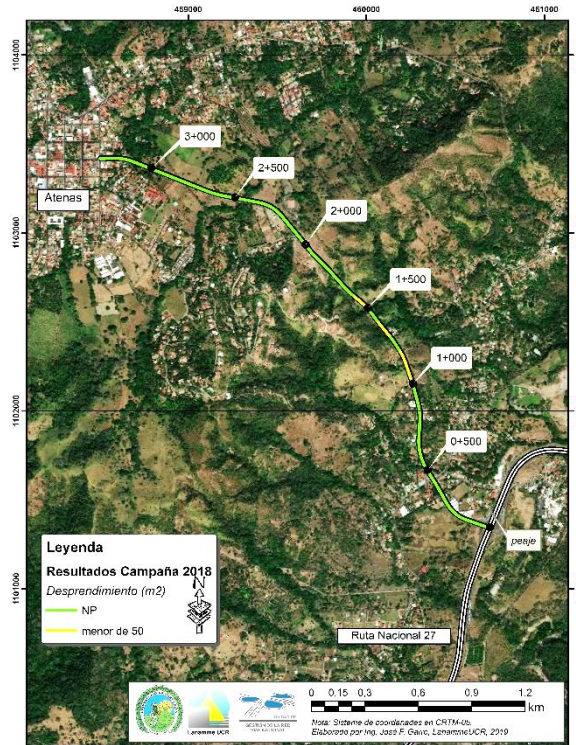 459000
460000
461000
1104000
1103000
1102000
1101000
3+000
2+500
2+000
1+500
1+000
0+500
Atenas
peaje
Ruta Nacional 27
Leyenda
Resultados Campaña 2018
Desprendimiento (m2)
N
NP
menor de 50
Lanamme UCR
0 0.15 0.3 0.6 0.9 1.2
km
Nota: Sistema de coordenadas en CRTM-05.
Elaborado por Ing. José F. Garro, LanammeUCR, 2019